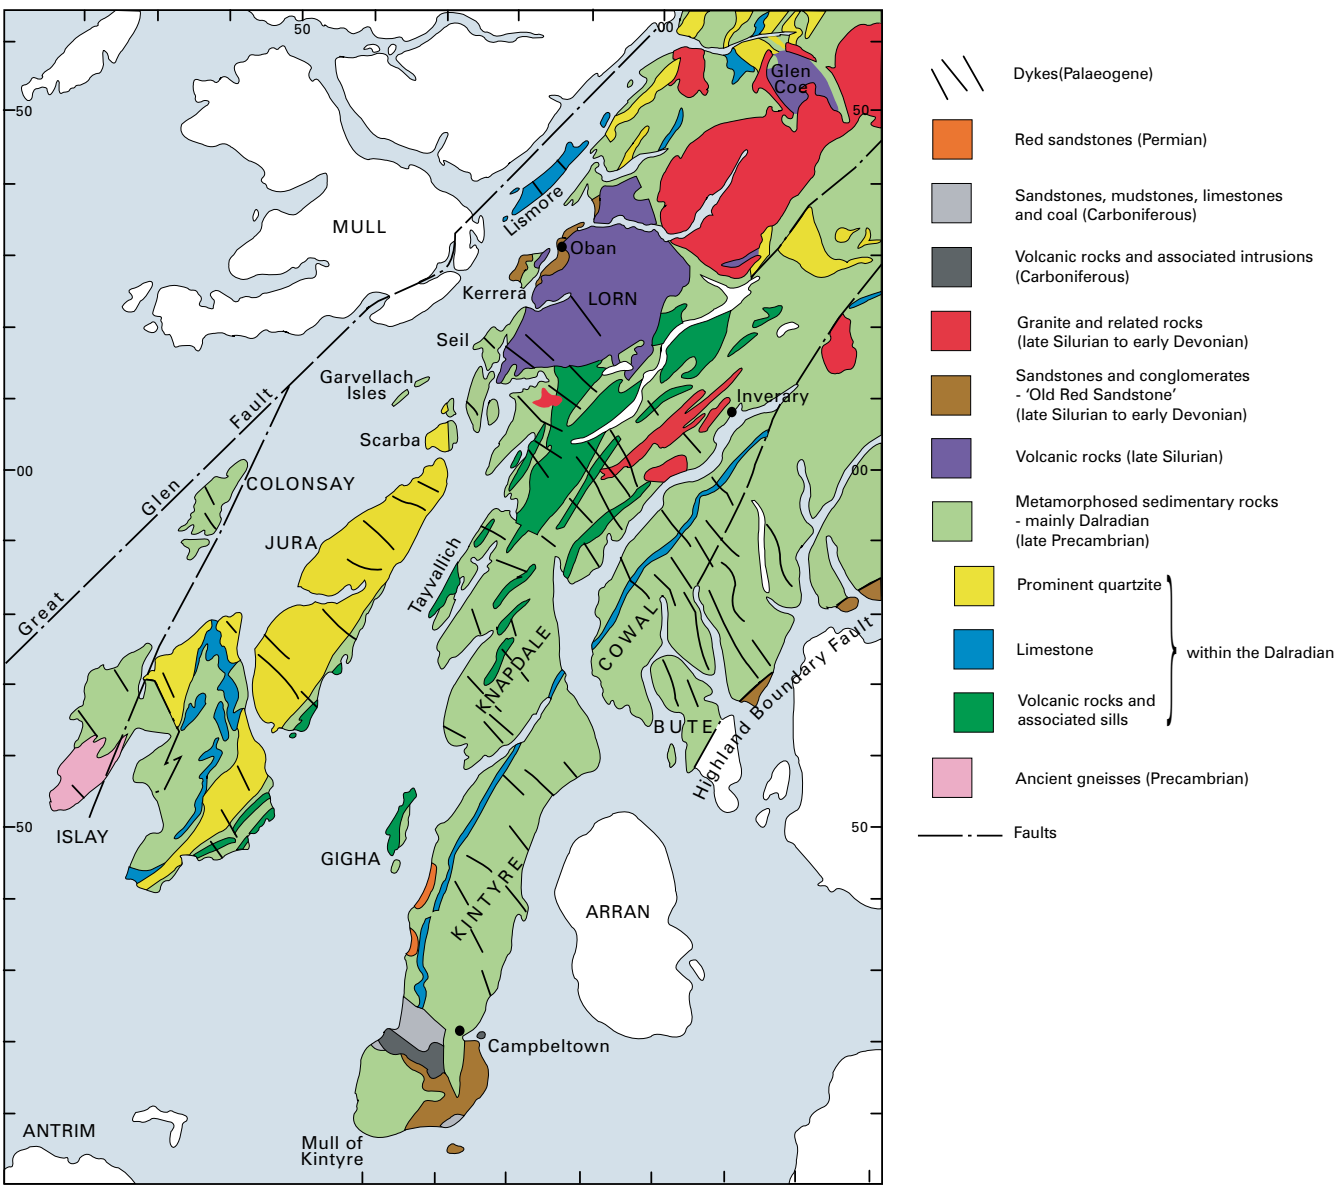 50
00
Glen
Coe
50
50
MULL
Lismore
Oban
Kerrera
LORN
Seil
Garvellach
Isles
Inverary
Great Glen Fault
Scarba
00
00
COLONSAY
JURA
Tayvallich
KNAPDALE
COWAL
BUTE
Highland Boundary Fault
ISLAY
50
50
GIGHA
KINTYRE
ARRAN
Campbeltown
ANTRIM
Mull of
Kintyre
Dykes(Palaeogene)
Red sandstones (Permian)
Sandstones, mudstones, limestones
and coal (Carboniferous)
Volcanic rocks and associated intrusions
(Carboniferous)
Granite and related rocks
(late Silurian to early Devonian)
Sandstones and conglomerates
- ‘Old Red Sandstone’
(late Silurian to early Devonian)
Volcanic rocks (late Silurian)
Metamorphosed sedimentary rocks
- mainly Dalradian
(late Precambrian)
Prominent quartzite
Limestone
within the Dalradian
Volcanic rocks and
associated sills
Ancient gneisses (Precambrian)
Faults